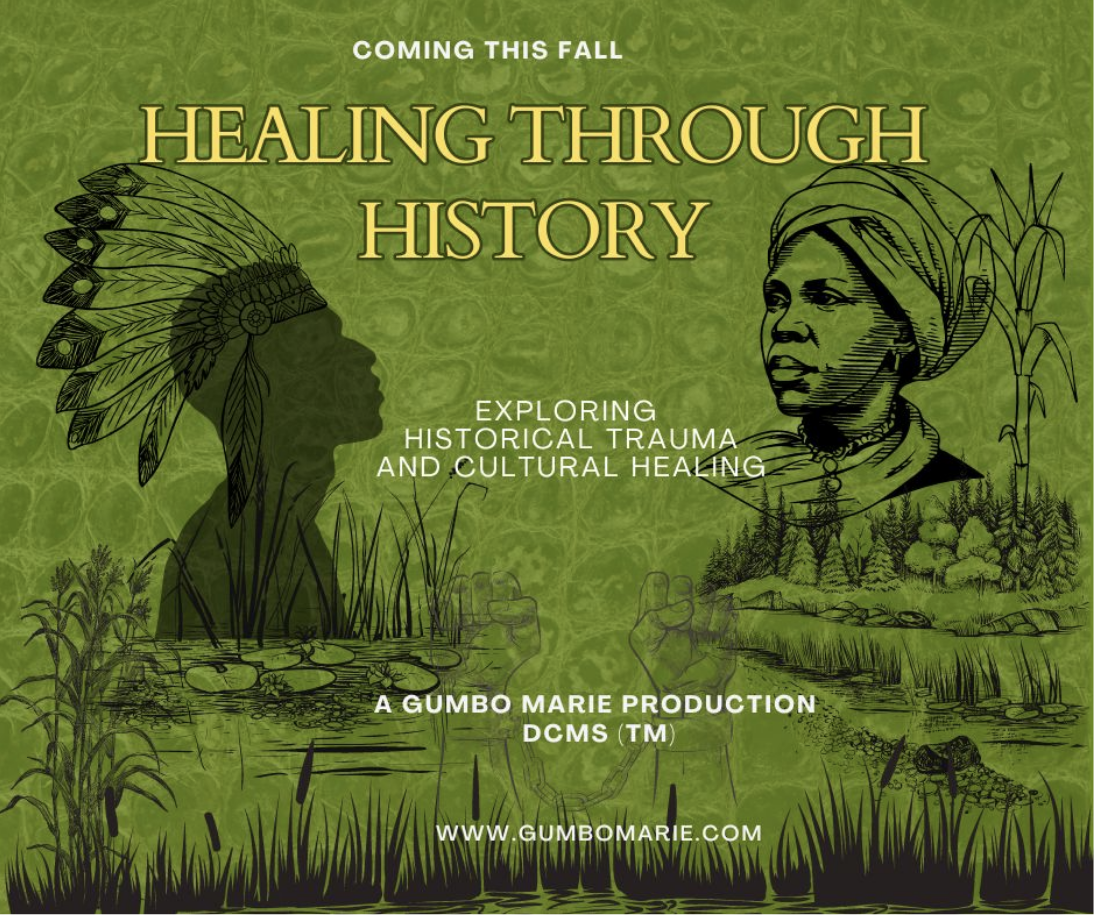 COMING THIS FALL
HEALING THROUGH
HISTORY
EXPLORING
HISTORICAL TRAUMA
AND CULTURAL HEALING
A GUMBO MARIE PRODUCTION
DCMS (TM)
WWW.GUMBOMARIE.COM